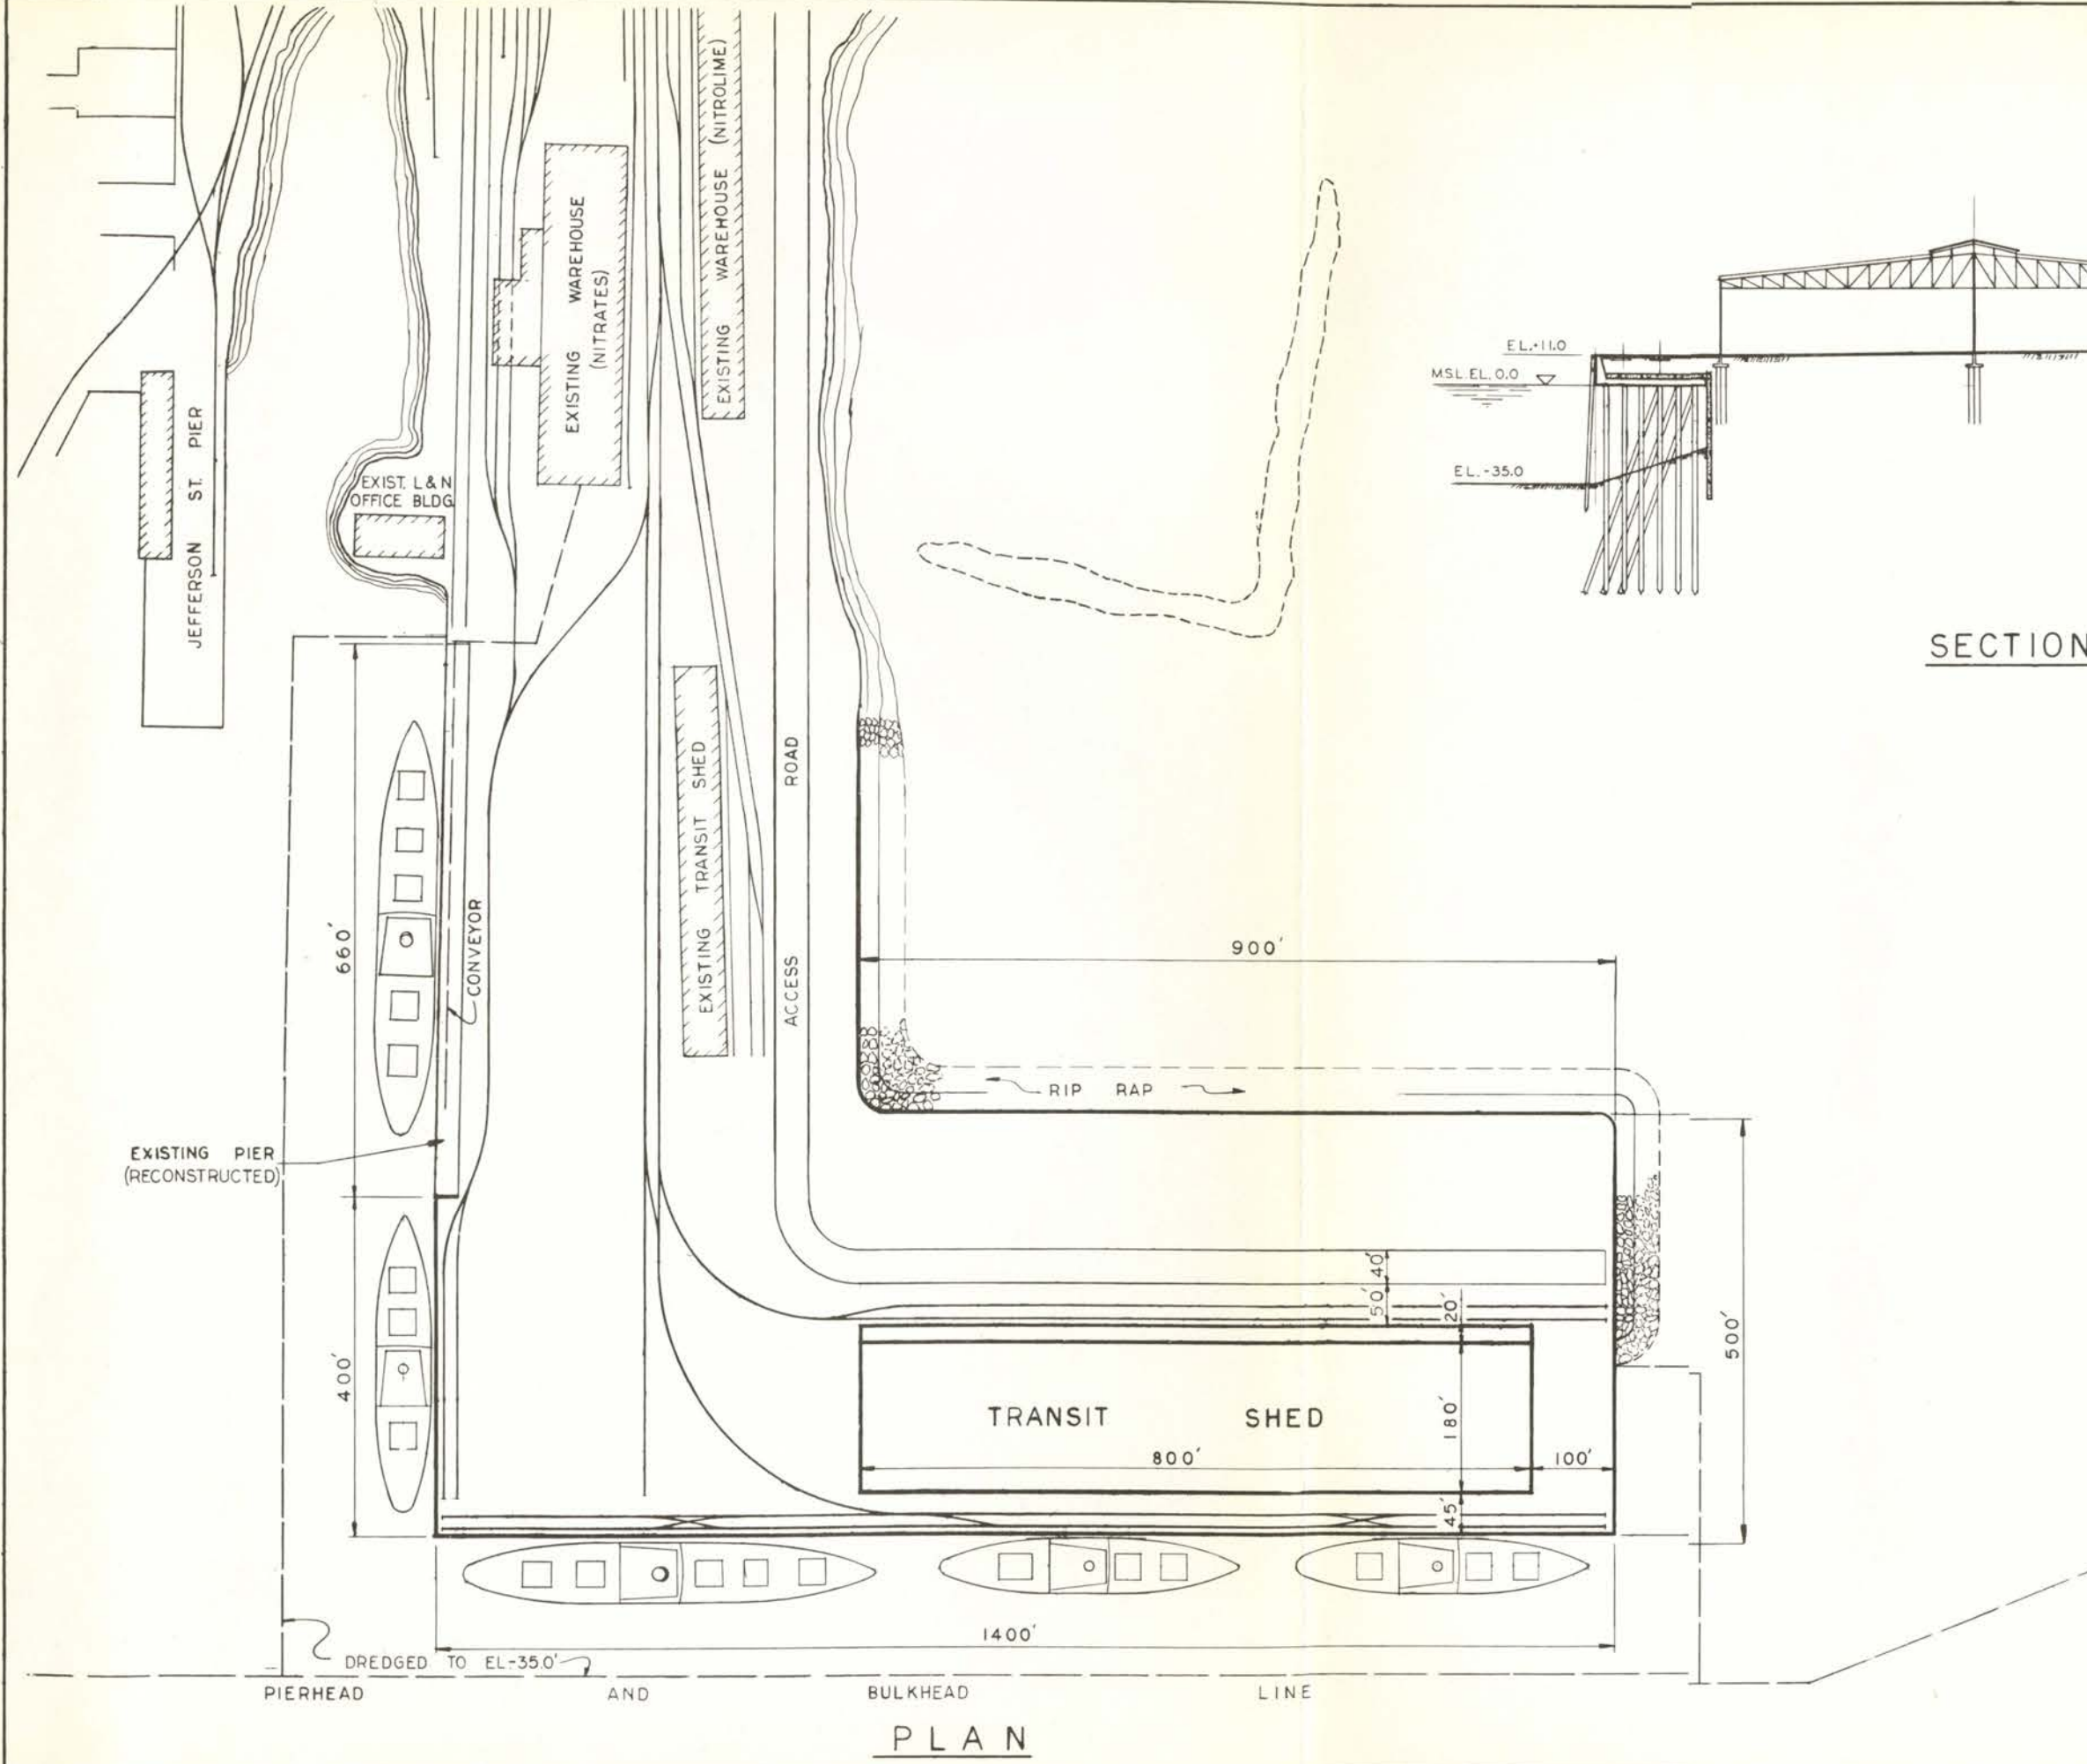 EXISTING WAREHOUSE (NITROLIME)
EXISTING WAREHOUSE
(NITRATES)
JEFFERSON ST. PIER
EXIST. L & N
OFFICE BLDG.
EL.+11.0
M.S.L. EL. 0.0
EL.-35.0
SECTION
EXISTING TRANSIT SHED
ACCESS ROAD
660'
CONVEYOR
900'
RIP RAP
EXISTING PIER
(RECONSTRUCTED)
40'
50'
20'
500'
400'
TRANSIT SHED
180'
800'
100'
45'
1400'
DREDGED TO EL-35.0'
PIERHEAD AND BULKHEAD LINE
PLAN